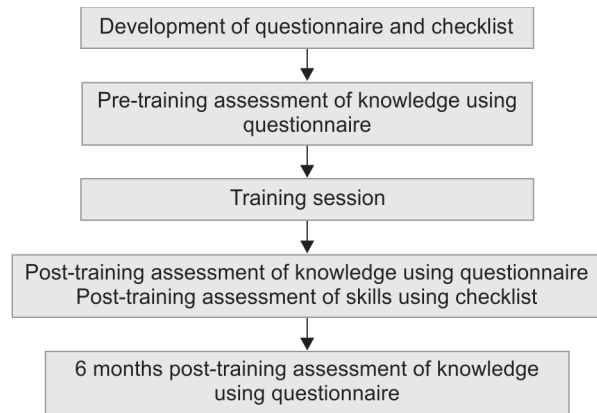 Development of questionnaire and checklist
Pre-training assessment of knowledge using
questionnaire
Training session
Post-training assessment of knowledge using questionnaire
Post-training assessment of skills using checklist
6 months post-training assessment of knowledge
using questionnaire